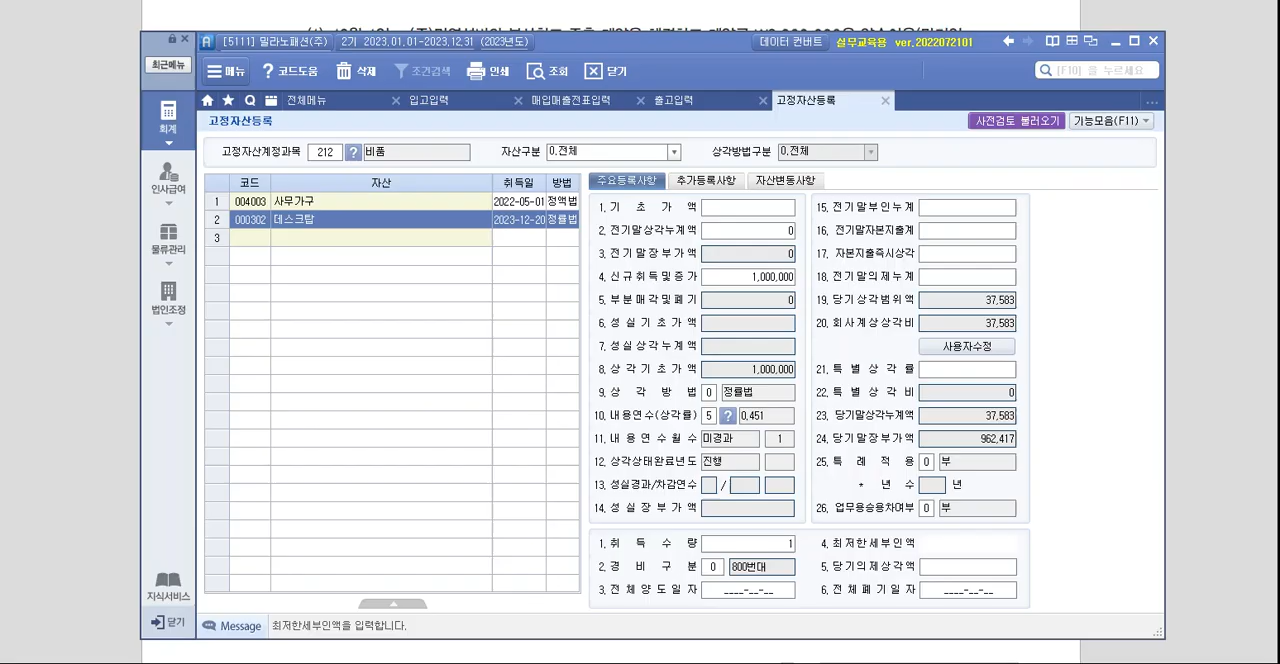 [5111] 밀라노패션(주) 2기 2023.01.01~2023.12.31 (2023년도) 데이터 컨버트 실무교육용 ver.2022072101
최근메뉴 메뉴 ? 코드도움 삭제 조건검색 인쇄 조회 닫기 [F10] 을 누르세요
전체메뉴 입고입력 매입매출전표입력 출고입력 고정자산등록
고정자산등록 사전검토 불러오기 기능모음(F11)
회계
인사급여
물류관리
법인조정
지식서비스
닫기
고정자산계정과목 212 ? 비품 자산구분 0.전체 상각방법구분 0.전체
코드 자산 취득일 방법
1 004003 사무가구 2022-05-01 정액법
2 000302 데스크탑 2023-12-20 정률법
3
주요등록사항 추가등록사항 자산변동사항
1. 기초가액
2. 전기말상각누계액 0
3. 전기말장부가액 0
4. 신규취득및증가 1,000,000
5. 부분매각및폐기 0
6. 성실기초가액
7. 성실상각누계액
8. 상각기초가액 1,000,000
9. 상각방법 0 정률법
10. 내용연수(상각률) 5 ? 0.451
11. 내용연수월수 미경과 1
12. 상각상태완료년도 진행
13. 성실경과/차감연수 /
14. 성실장부가액
15. 전기말부인누계
16. 전기말자본지출계
17. 자본지출즉시상각
18. 전기말의제누계
19. 당기상각범위액 37,583
20. 회사계상상각비 37,583
사용자수정
21. 특별상각률
22. 특별상각비 0
23. 당기말상각누계액 37,583
24. 당기말장부가액 962,417
25. 특례적용 0 부
* 년수 년
26. 업무용승용차여부 0 부
1. 취득수량 1
2. 경비구분 0 800번대
3. 전체양도일자 ____-__-__
4. 최저한세부인액
5. 당기의제상각액
6. 전체폐기일자 ____-__-__
Message 최저한세부인액을 입력합니다.